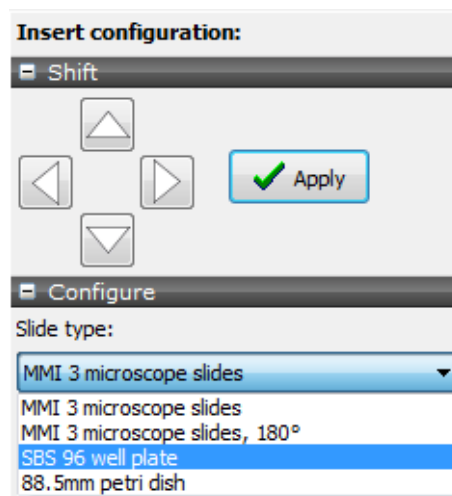 Insert configuration:
Shift
Apply
Configure
Slide type:
MMI 3 microscope slides
MMI 3 microscope slides
MMI 3 microscope slides, 180°
SBS 96 well plate
88.5mm petri dish